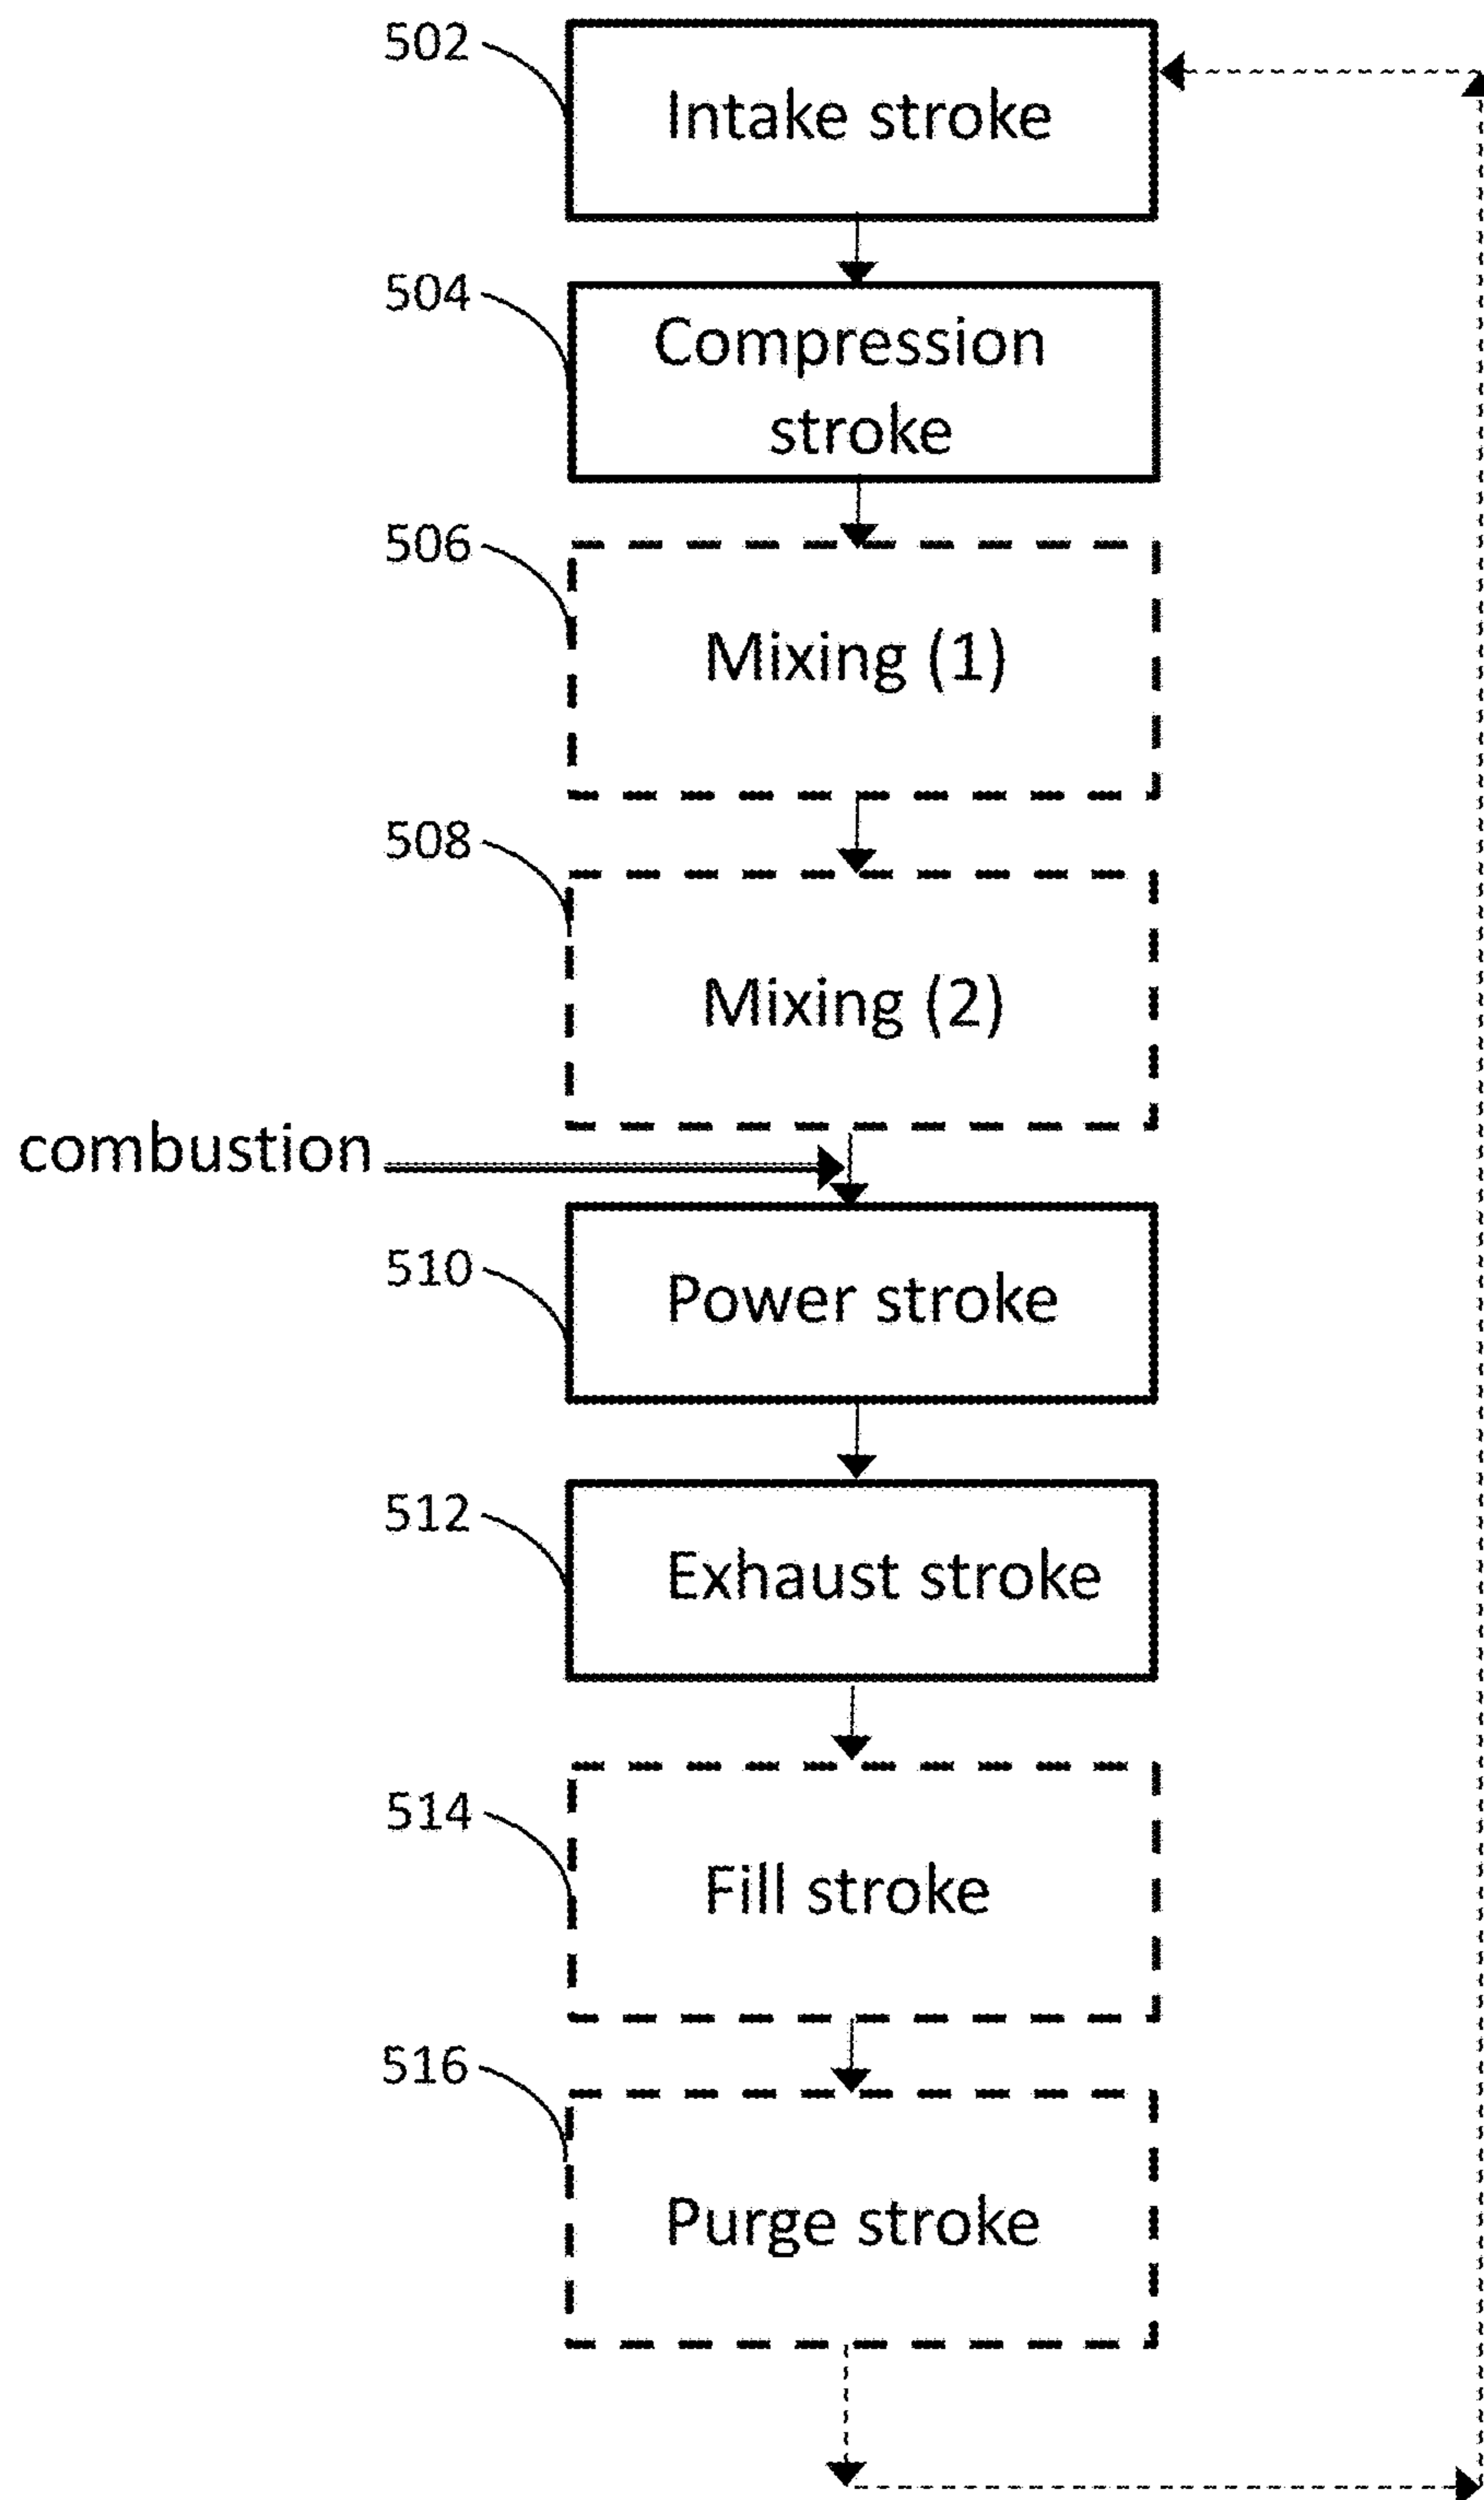 502
Intake stroke
504
Compression
stroke
506
Mixing (1)
508
Mixing (2)
combustion
510
Power stroke
512
Exhaust stroke
514
Fill stroke
516
Purge stroke